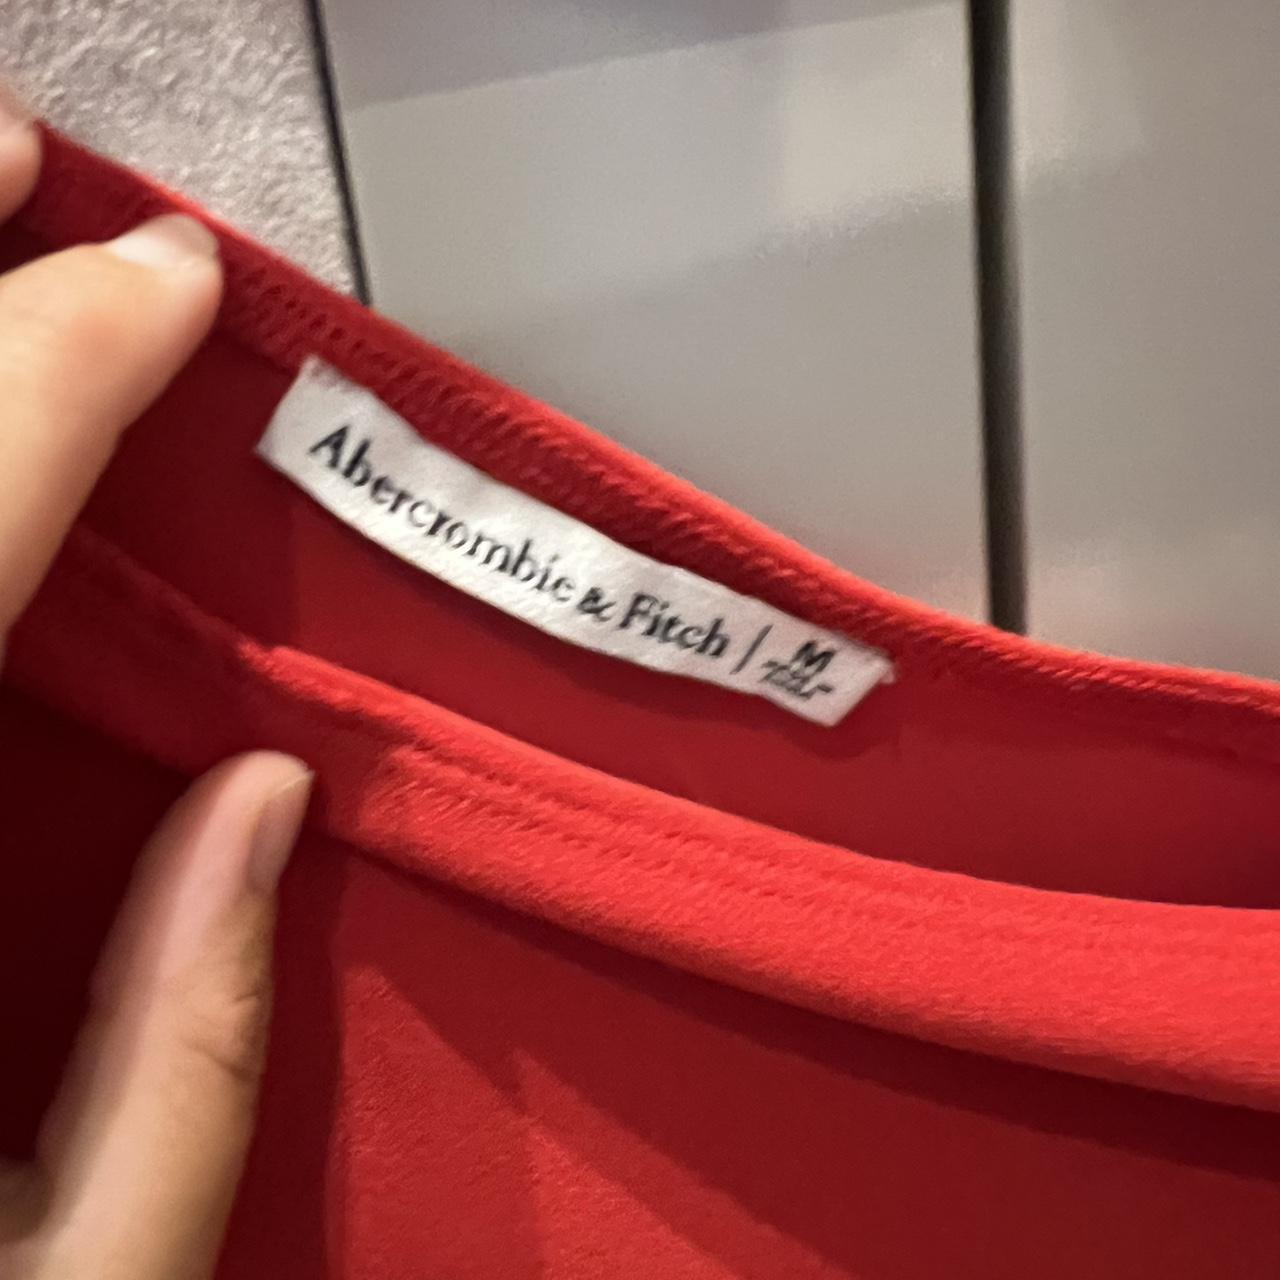 Abercrombie & Fitch | M